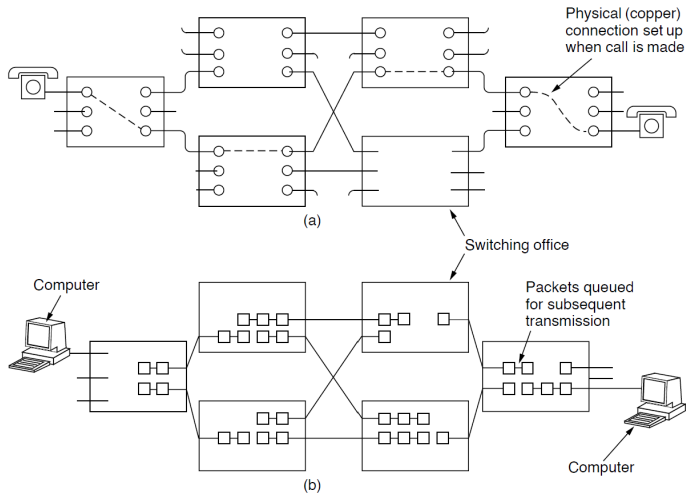 Physical (copper)
connection set up
when call is made
(a)
Switching office
Computer
Packets queued
for subsequent
transmission
Computer
(b)